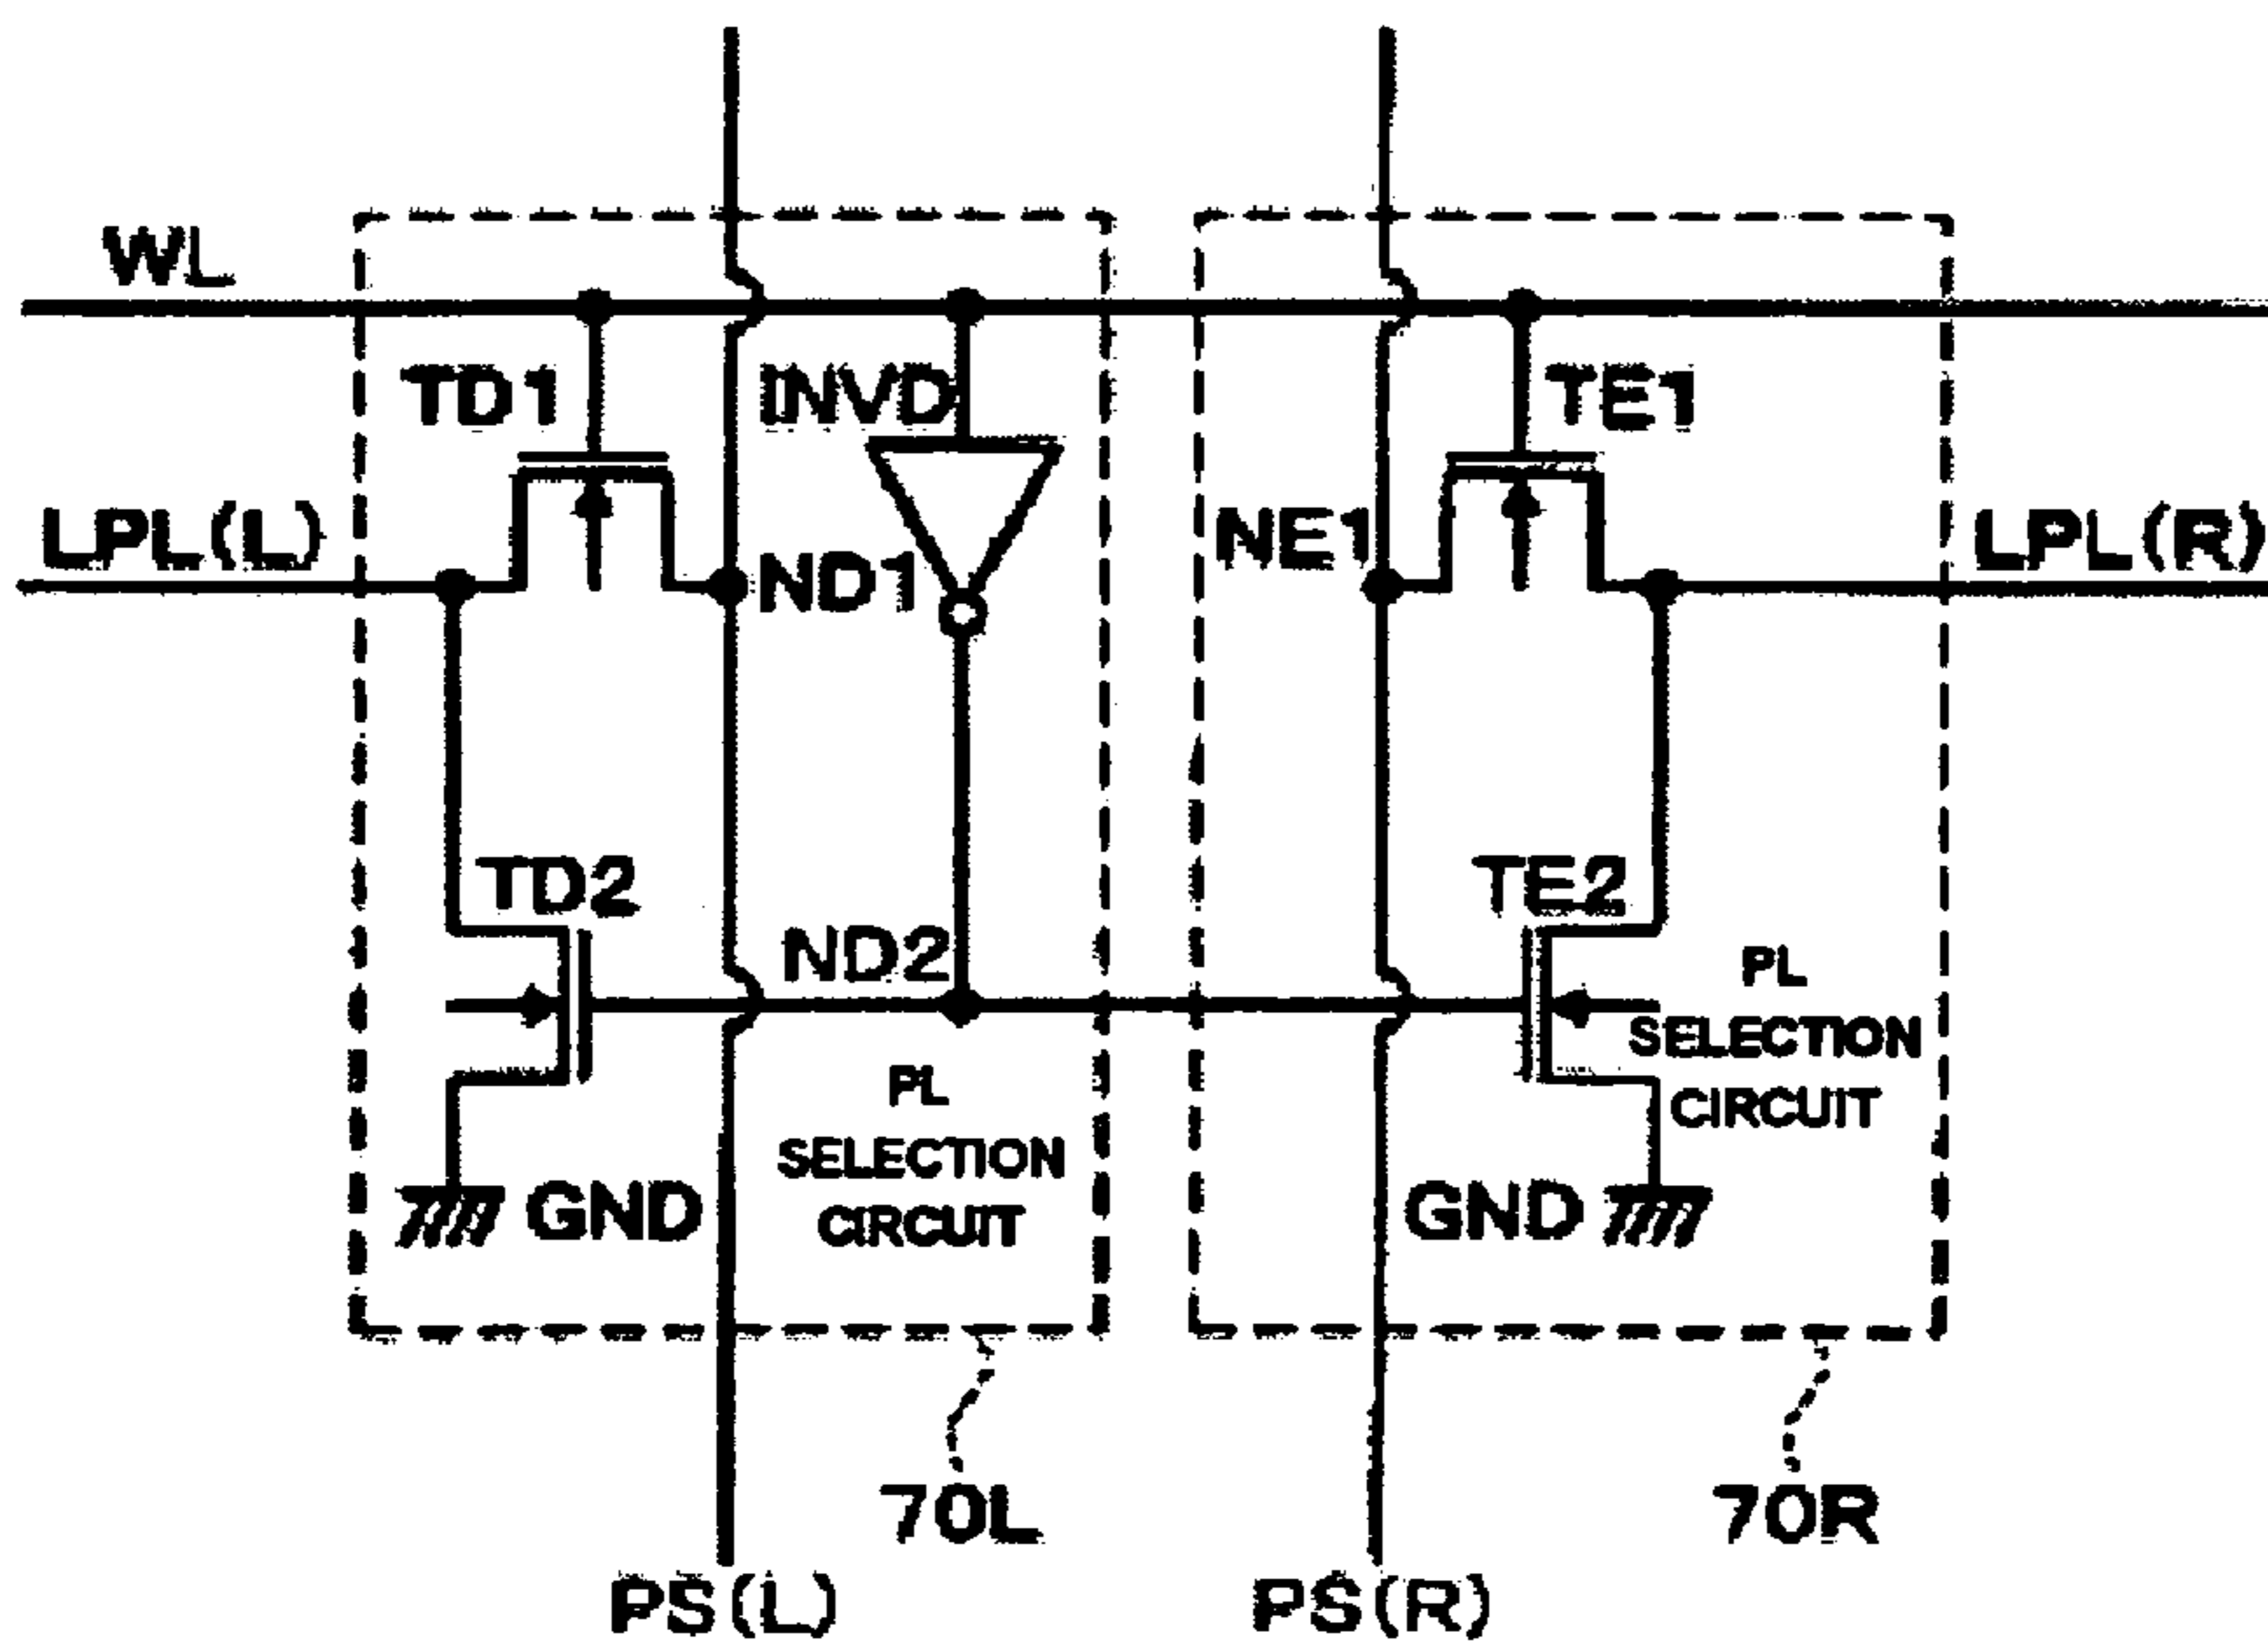 WL
TD1
INVD
TE1
LPL(L)
ND1
NE1
LPL(R)
TD2
TE2
ND2
PL
SELECTION
CIRCUIT
PL
SELECTION
CIRCUIT
GND
GND
70L
70R
PS(L)
PS(R)